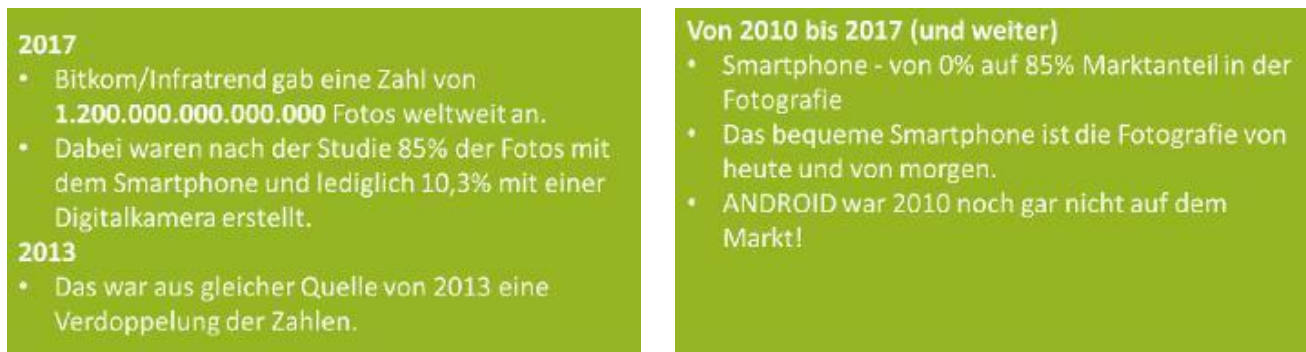 2017
• Bitkom/Infratrend gab eine Zahl von
1.200.000.000.000.000 Fotos weltweit an.
• Dabei waren nach der Studie 85% der Fotos mit
dem Smartphone und lediglich 10,3% mit einer
Digitalkamera erstellt.
2013
• Das war aus gleicher Quelle von 2013 eine
Verdoppelung der Zahlen.
Von 2010 bis 2017 (und weiter)
• Smartphone - von 0% auf 85% Marktanteil in der
Fotografie
• Das bequeme Smartphone ist die Fotografie von
heute und von morgen.
• ANDROID war 2010 noch gar nicht auf dem
Markt!